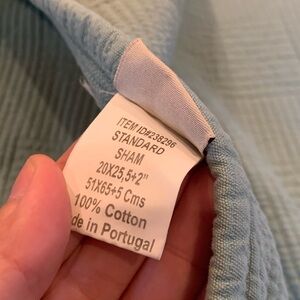 ITEM ID#238296
STANDARD
SHAM
20X25,5+2"
51X65+5 Cms
100% Cotton
de in Portugal